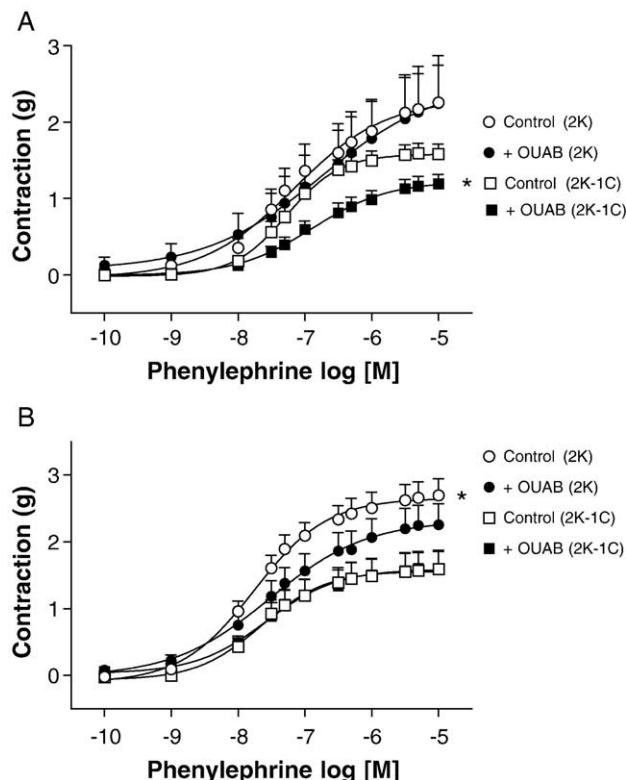 A
3
Contraction (g)
2
1
0
-10 -9 -8 -7 -6 -5
Phenylephrine log [M]
Control (2K)
+ OUAB (2K)
Control (2K-1C)
*
+ OUAB (2K-1C)
B
3
Contraction (g)
2
1
0
-10 -9 -8 -7 -6 -5
Phenylephrine log [M]
Control (2K)
*
+ OUAB (2K)
Control (2K-1C)
+ OUAB (2K-1C)